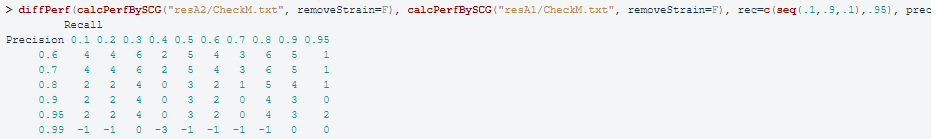 > diffPerf(calcPerfBySCG("resA2/CheckM.txt", removeStrain=F), calcPerfBySCG("resA1/CheckM.txt", removeStrain=F), rec=c(seq(.1,.9,.1),.95), prec
Recall
Precision 0.1 0.2 0.3 0.4 0.5 0.6 0.7 0.8 0.9 0.95
0.6 4 4 6 2 5 4 3 6 5 1
0.7 4 4 6 2 5 4 3 6 5 1
0.8 2 2 4 0 3 2 1 5 4 1
0.9 2 2 4 0 3 2 0 4 3 0
0.95 2 2 4 0 3 2 0 4 3 2
0.99 -1 -1 0 -3 -1 -1 -1 -1 0 0